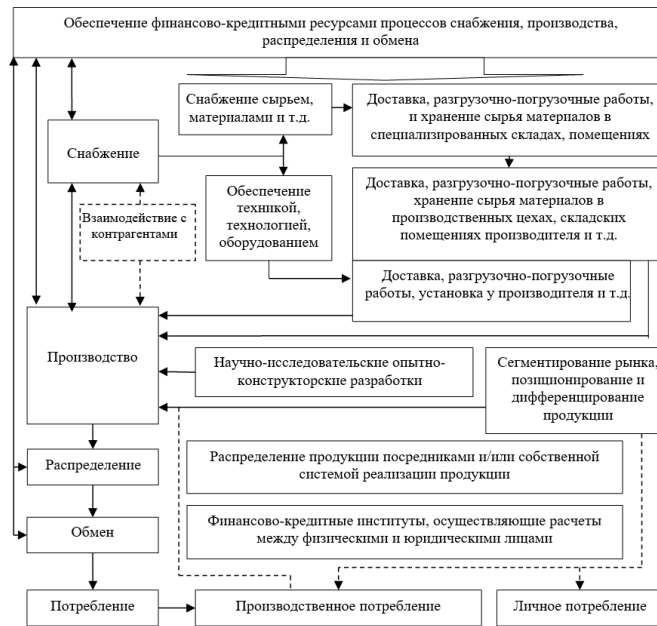 Обеспечение финансово-кредитными ресурсами процессов снабжения, производства,
распределения и обмена
Снабжение сырьем,
материалами и т.д.
Доставка, разгрузочно-погрузочные работы,
и хранение сырья материалов в
специализированных складах, помещениях
Снабжение
Обеспечение
техникой,
технологией,
оборудованием
Доставка, разгрузочно-погрузочные работы,
хранение сырья материалов в
производственных цехах, складских
помещениях производителя и т.д.
Взаимодействие с
контрагентами
Доставка, разгрузочно-погрузочные
работы, установка у производителя и т.д.
Производство
Научно-исследовательские опытно-
конструкторские разработки
Сегментирование рынка,
позиционирование и
дифференцирование
продукции
Распределение
Распределение продукции посредниками и/или собственной
системой реализации продукции
Обмен
Финансово-кредитные институты, осуществляющие расчеты
между физическими и юридическими лицами
Потребление
Производственное потребление
Личное потребление